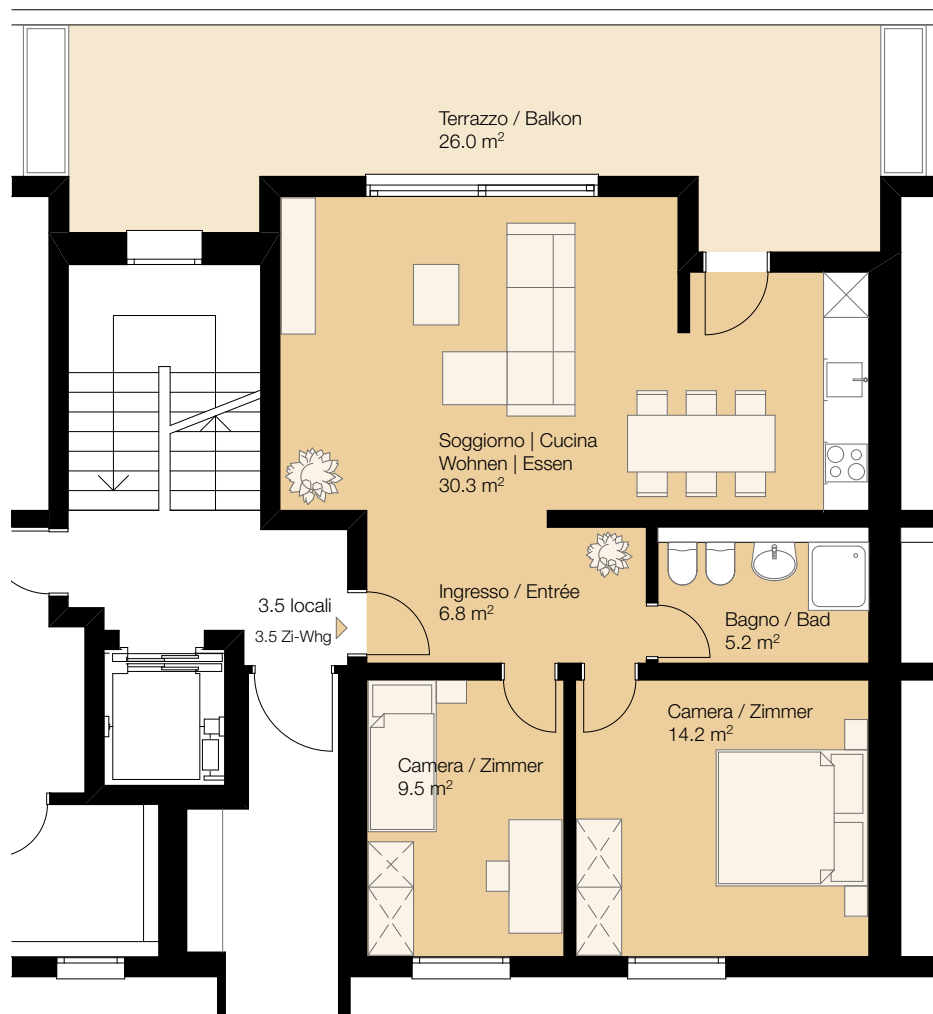 Terrazzo / Balkon
26.0 m²
Soggiorno | Cucina
Wohnen | Essen
30.3 m²
3.5 locali
3.5 Zi-Whg
Ingresso / Entrée
6.8 m²
Bagno / Bad
5.2 m²
Camera / Zimmer
14.2 m²
Camera / Zimmer
9.5 m²